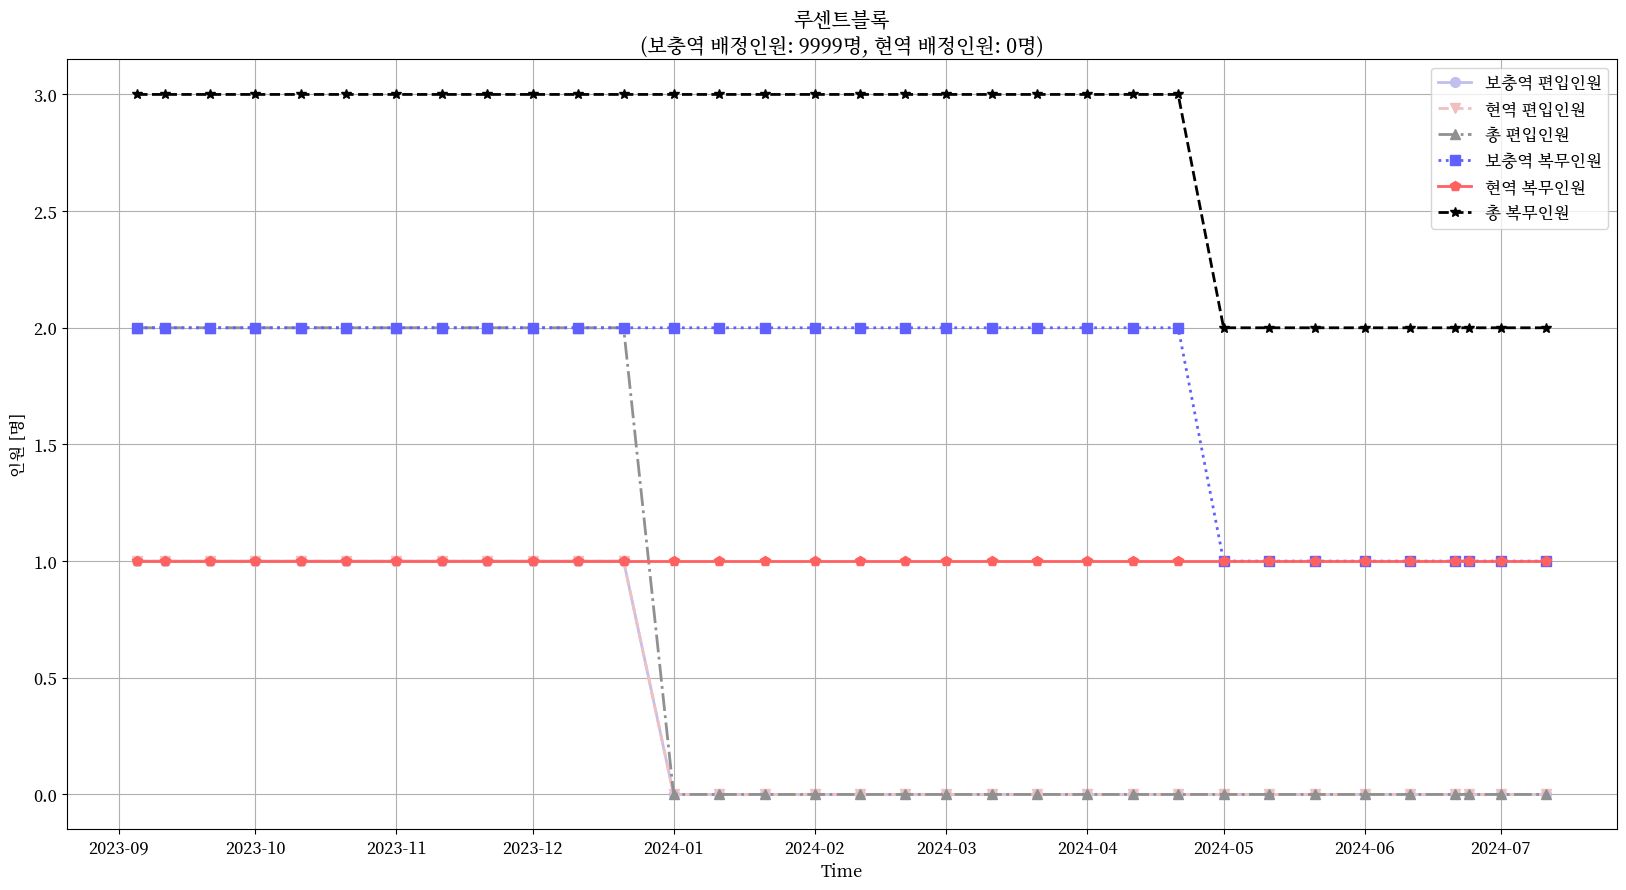 루센트블록
(보충역 배정인원: 9999명, 현역 배정인원: 0명)
보충역 편입인원
현역 편입인원
총 편입인원
보충역 복무인원
현역 복무인원
총 복무인원
인원 [명]
3.0
2.5
2.0
1.5
1.0
0.5
0.0
2023-09 2023-10 2023-11 2023-12 2024-01 2024-02 2024-03 2024-04 2024-05 2024-06 2024-07
Time